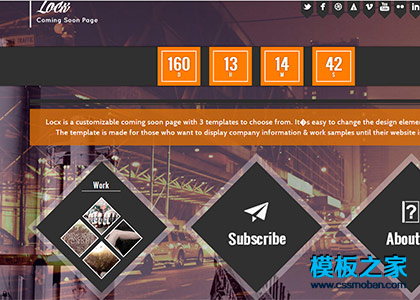 Locx
Coming Soon Page
160
D
13
H
14
M
42
S
Locx is a customizable coming soon page with 3 templates to choose from. It�s easy to change the design elemer
The template is made for those who want to display company information & work samples until their website i
Work
Subscribe
About
模板之家
www.cssmoban.com